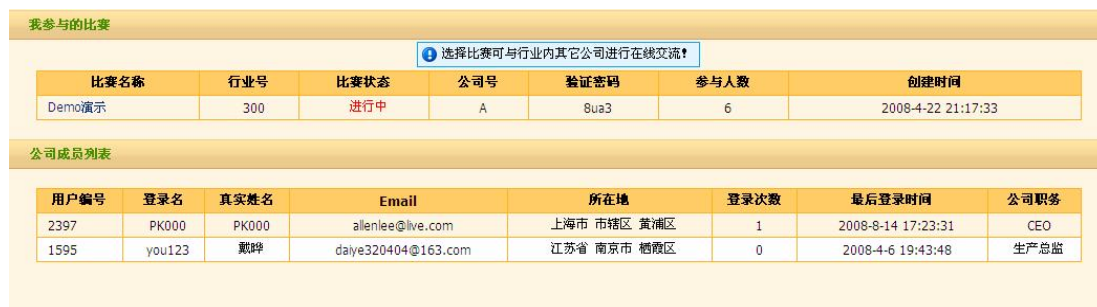 我参与的比赛
选择比赛可与行业内其它公司进行在线交流!
比赛名称 行业号 比赛状态 公司号 验证密码 参与人数 创建时间
Demo演示 300 进行中 A 8ua3 6 2008-4-22 21:17:33
公司成员列表
用户编号 登录名 真实姓名 Email 所在地 登录次数 最后登录时间 公司职务
2397 PK000 PK000 allenlee@live.com 上海市 市辖区 黄浦区 1 2008-8-14 17:23:31 CEO
1595 you123 戴晔 daiye320404@163.com 江苏省 南京市 栖霞区 0 2008-4-6 19:43:48 生产总监